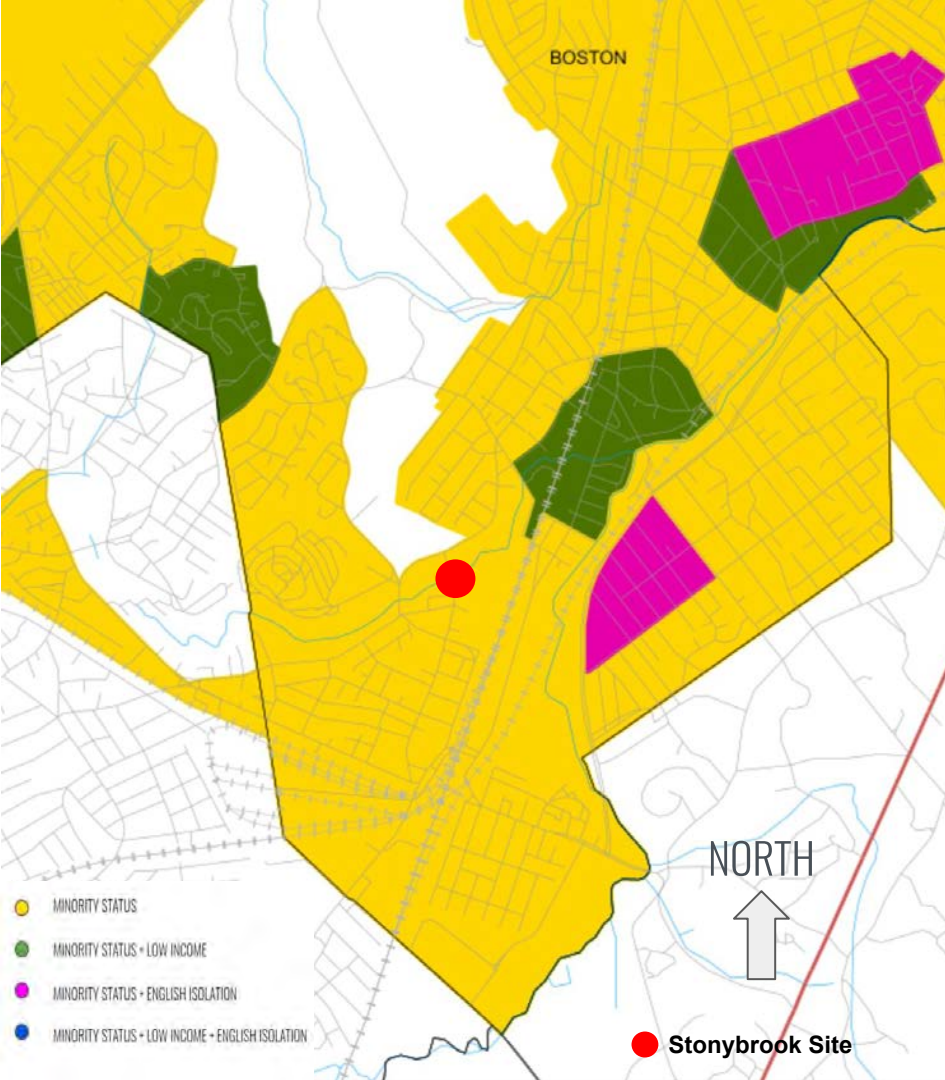 BOSTON
NORTH
MINORITY STATUS
MINORITY STATUS + LOW INCOME
MINORITY STATUS + ENGLISH ISOLATION
MINORITY STATUS + LOW INCOME + ENGLISH ISOLATION
Stonybrook Site